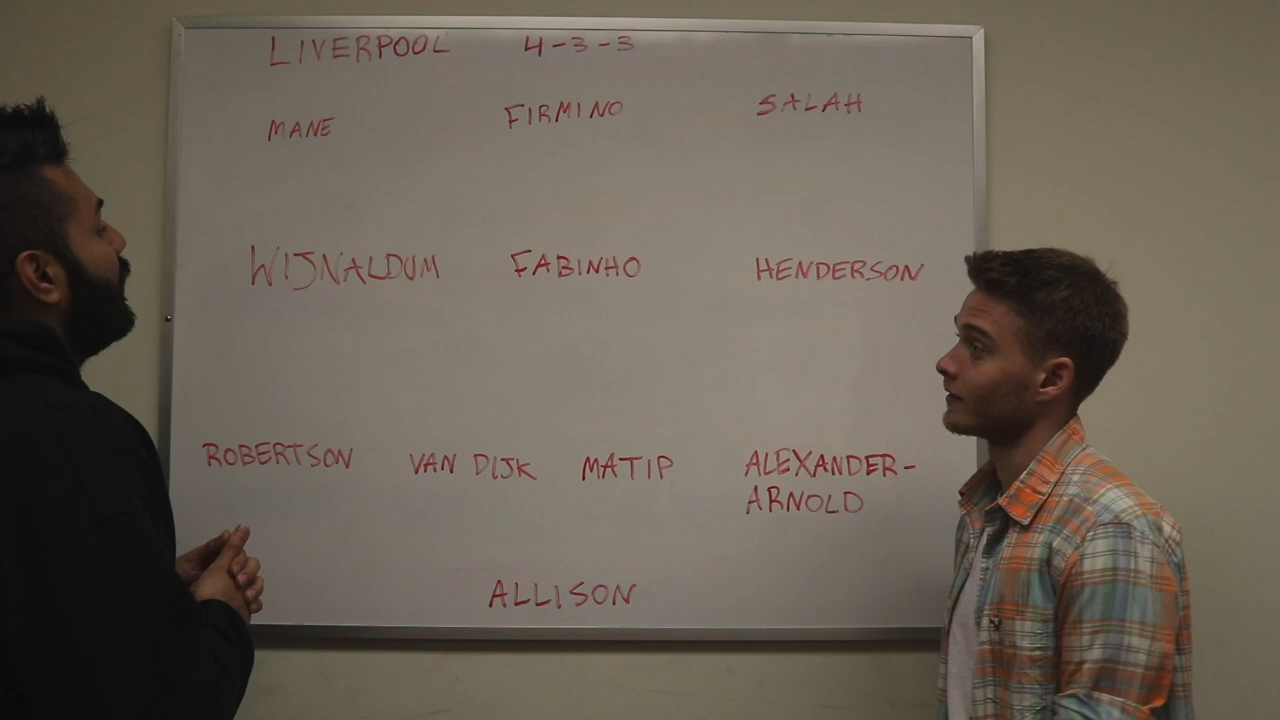 LIVERPOOL 4-3-3
MANE FIRMINO SALAH
WIJNALDUM FABINHO HENDERSON
ROBERTSON VAN DIJK MATIP ALEXANDER-
ARNOLD
ALLISON